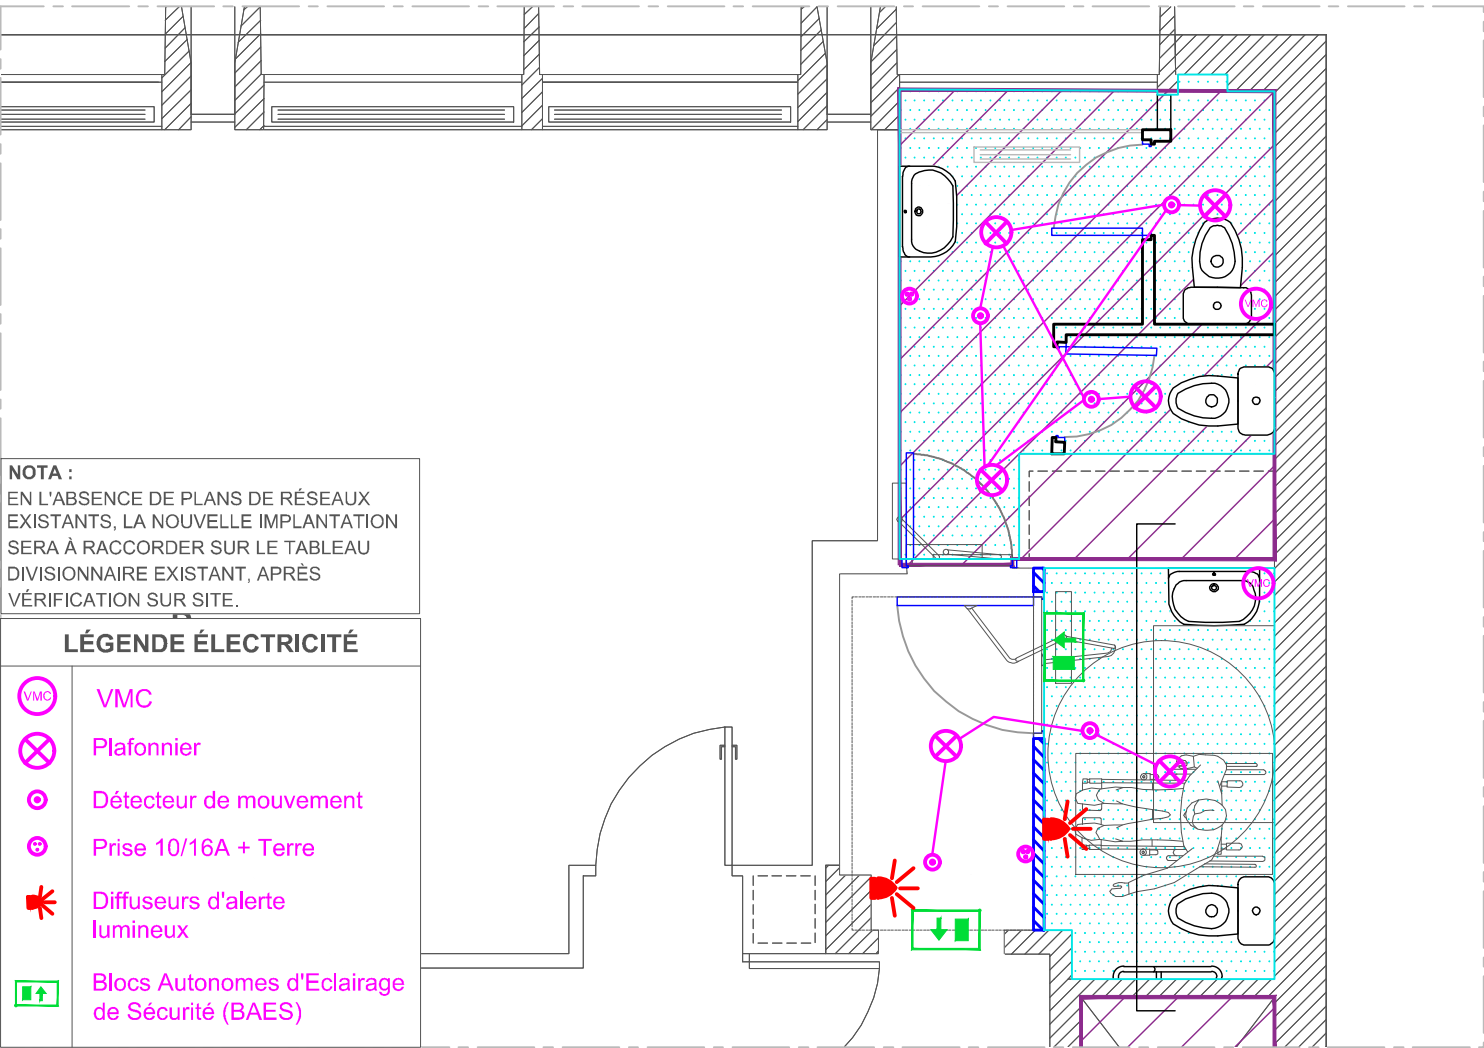 VMC
NOTA :
EN L'ABSENCE DE PLANS DE RÉSEAUX
EXISTANTS, LA NOUVELLE IMPLANTATION
SERA À RACCORDER SUR LE TABLEAU
DIVISIONNAIRE EXISTANT, APRÈS
VÉRIFICATION SUR SITE.
VMC
LÉGENDE ÉLECTRICITÉ
VMC VMC
Plafonnier
Détecteur de mouvement
Prise 10/16A + Terre
Diffuseurs d'alerte
lumineux
Blocs Autonomes d'Eclairage
de Sécurité (BAES)